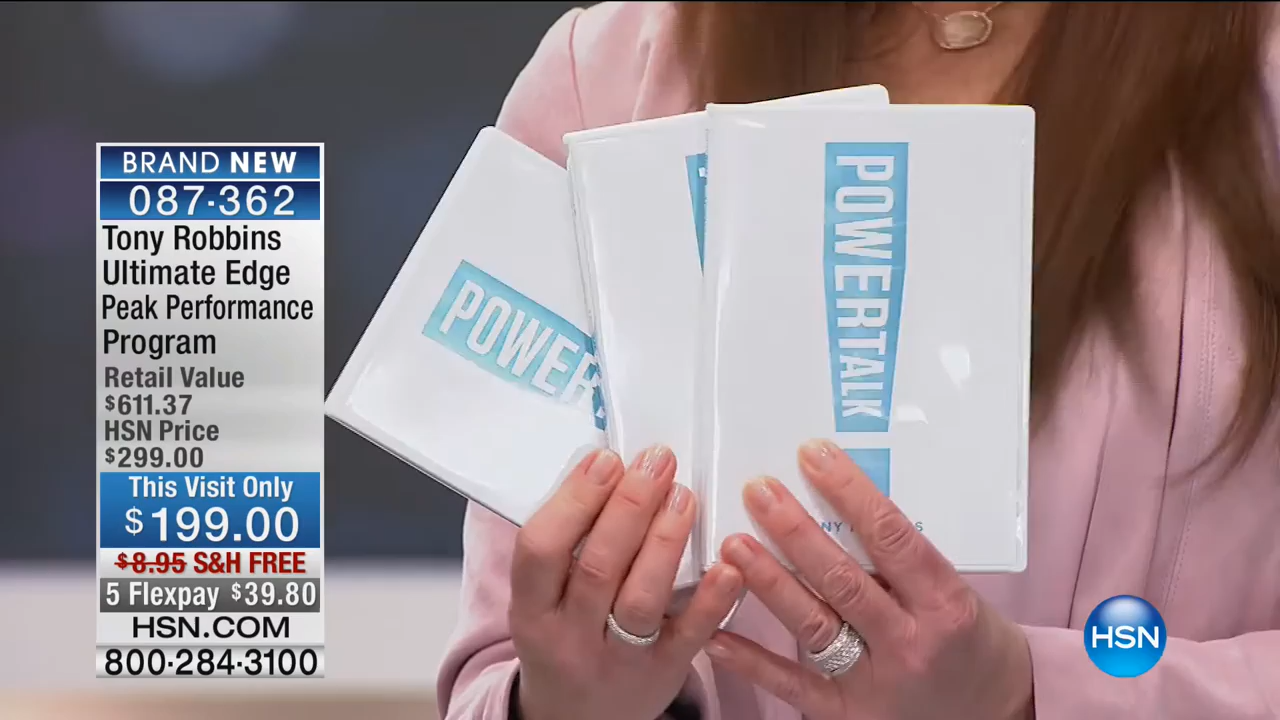 BRAND NEW
087-362
Tony Robbins
Ultimate Edge
Peak Performance
Program
Retail Value
$611.37
HSN Price
$299.00
This Visit Only
$199.00
$8.95 S&H FREE
5 Flexpay $39.80
HSN.COM
800-284-3100
POWER
POWERTALK
HSN